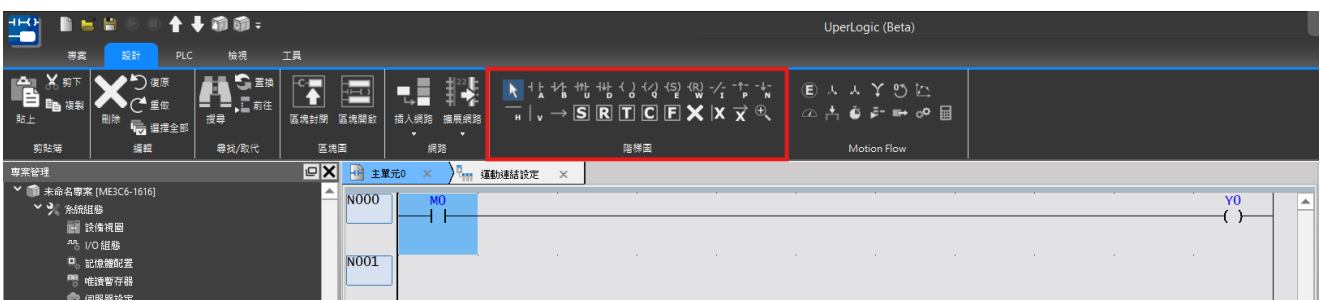 UperLogic (Beta)
專案 設計 PLC 檢視 工具
貼上 剪下 複製
刪除 復原 重做 選擇全部
搜尋 置換 前往
區塊封閉 區塊開啟
插入網路 擴展網路
A B U D O Q S R I P N
H V S R T C F X X X
E
剪貼簿 編輯 尋找/取代 區塊 網路 階梯圖 Motion Flow
專案管理
主單元0 × 運動連結設定 ×
未命名專案 [ME3C6-1616]
系統組態
設備視圖
I/O 組態
記憶體配置
唯讀暫存器
伺服器設定
N000 M0 Y0
N001